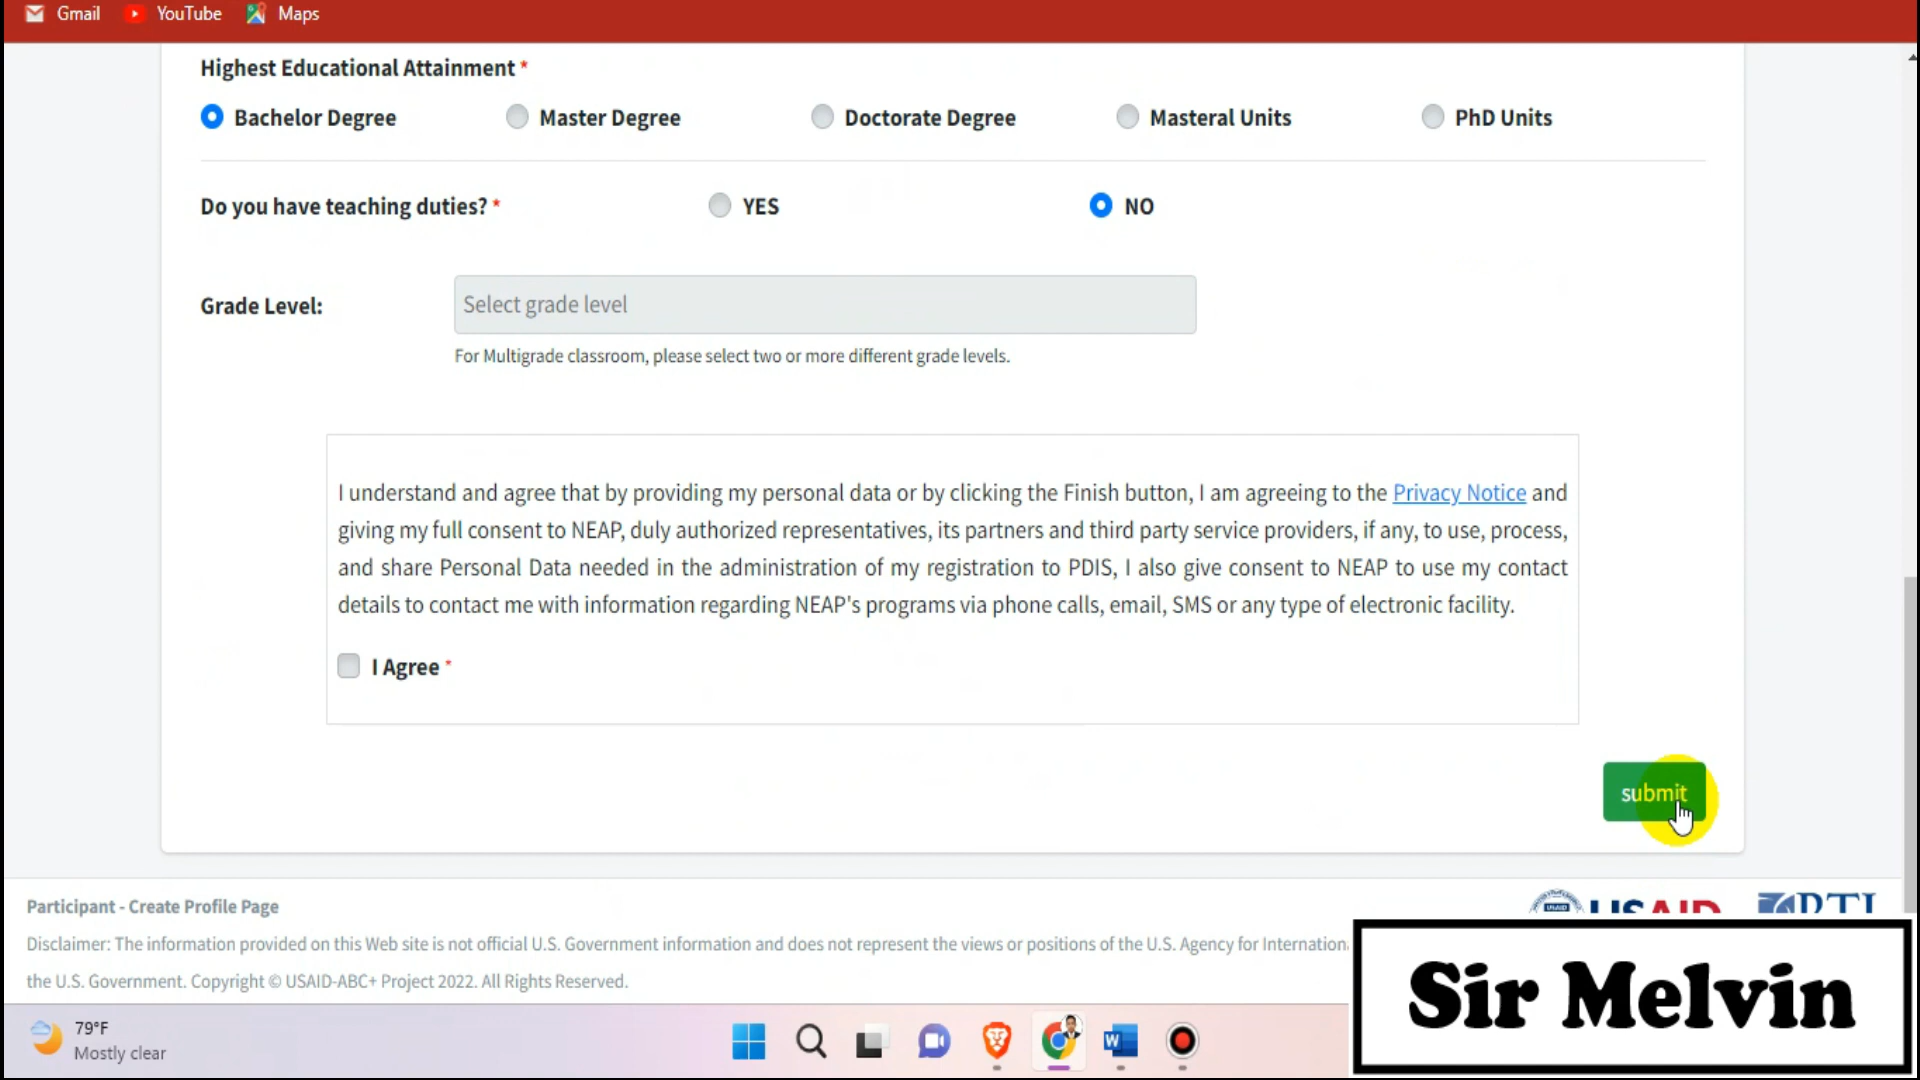 Gmail YouTube Maps
Highest Educational Attainment *
Bachelor Degree Master Degree Doctorate Degree Masteral Units PhD Units
Do you have teaching duties? * YES NO
Grade Level: Select grade level
For Multigrade classroom, please select two or more different grade levels.
I understand and agree that by providing my personal data or by clicking the Finish button, I am agreeing to the Privacy Notice and
giving my full consent to NEAP, duly authorized representatives, its partners and third party service providers, if any, to use, process,
and share Personal Data needed in the administration of my registration to PDIS, I also give consent to NEAP to use my contact
details to contact me with information regarding NEAP's programs via phone calls, email, SMS or any type of electronic facility.
I Agree *
submit
Participant - Create Profile Page
USAID RTI
Disclaimer: The information provided on this Web site is not official U.S. Government information and does not represent the views or positions of the U.S. Agency for
the U.S. Government. Copyright © USAID-ABC+ Project 2022. All Rights Reserved.
Sir Melvin
79°F
Mostly clear